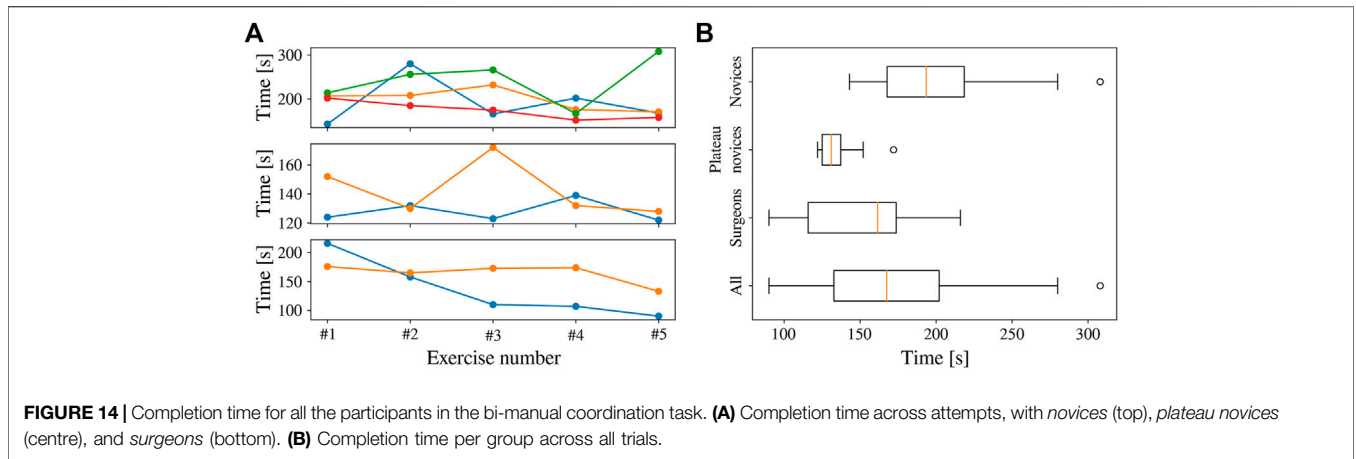 A
B
Time [s]
300
200
Time [s]
160
140
120
Time [s]
200
150
100
#1 #2 #3 #4 #5
Exercise number
Novices
Plateau
novices
Surgeons
All
100 150 200 250 300
Time [s]
FIGURE 14 | Completion time for all the participants in the bi-manual coordination task. (A) Completion time across attempts, with novices (top), plateau novices
(centre), and surgeons (bottom). (B) Completion time per group across all trials.